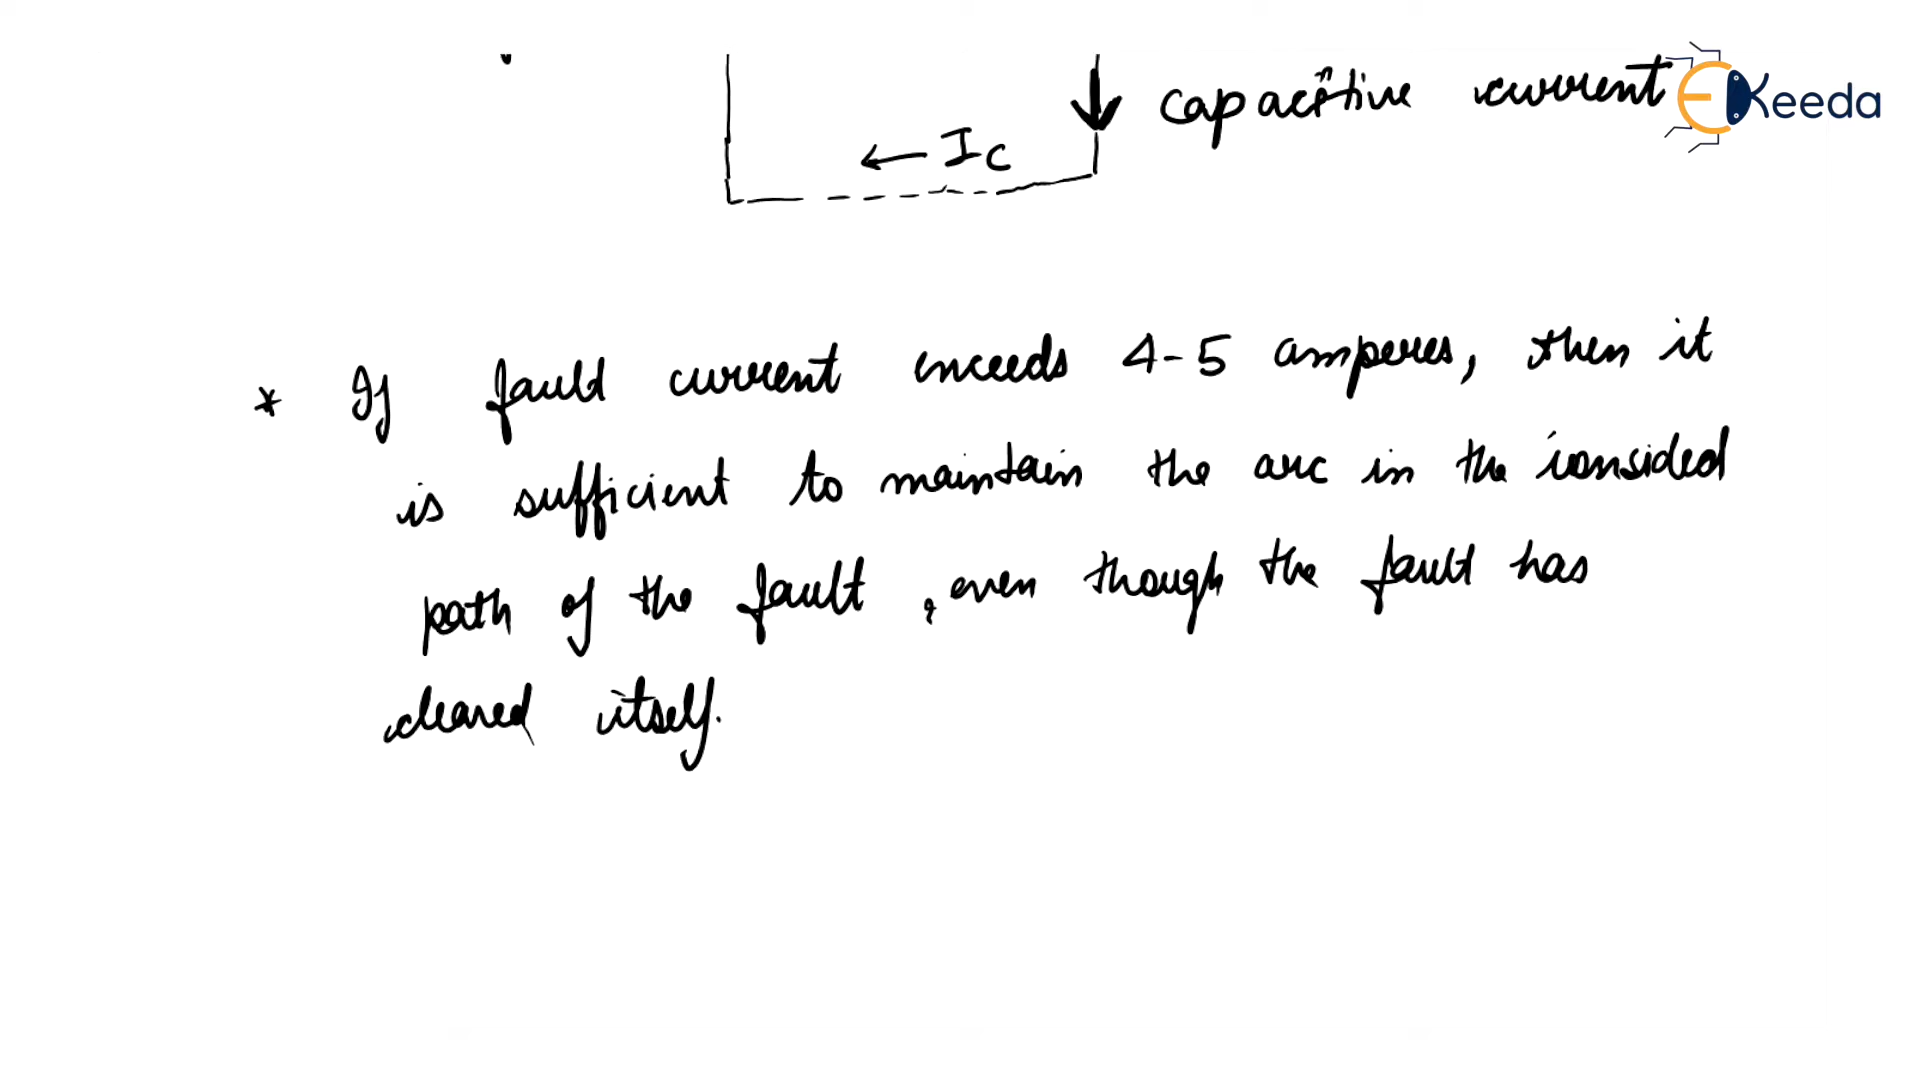 capacitive current
EKeeda
← Ic
* If fault current exceeds 4-5 amperes, then it
is sufficient to maintain the arc in the
path of the fault, even though the fault has
cleared itself.